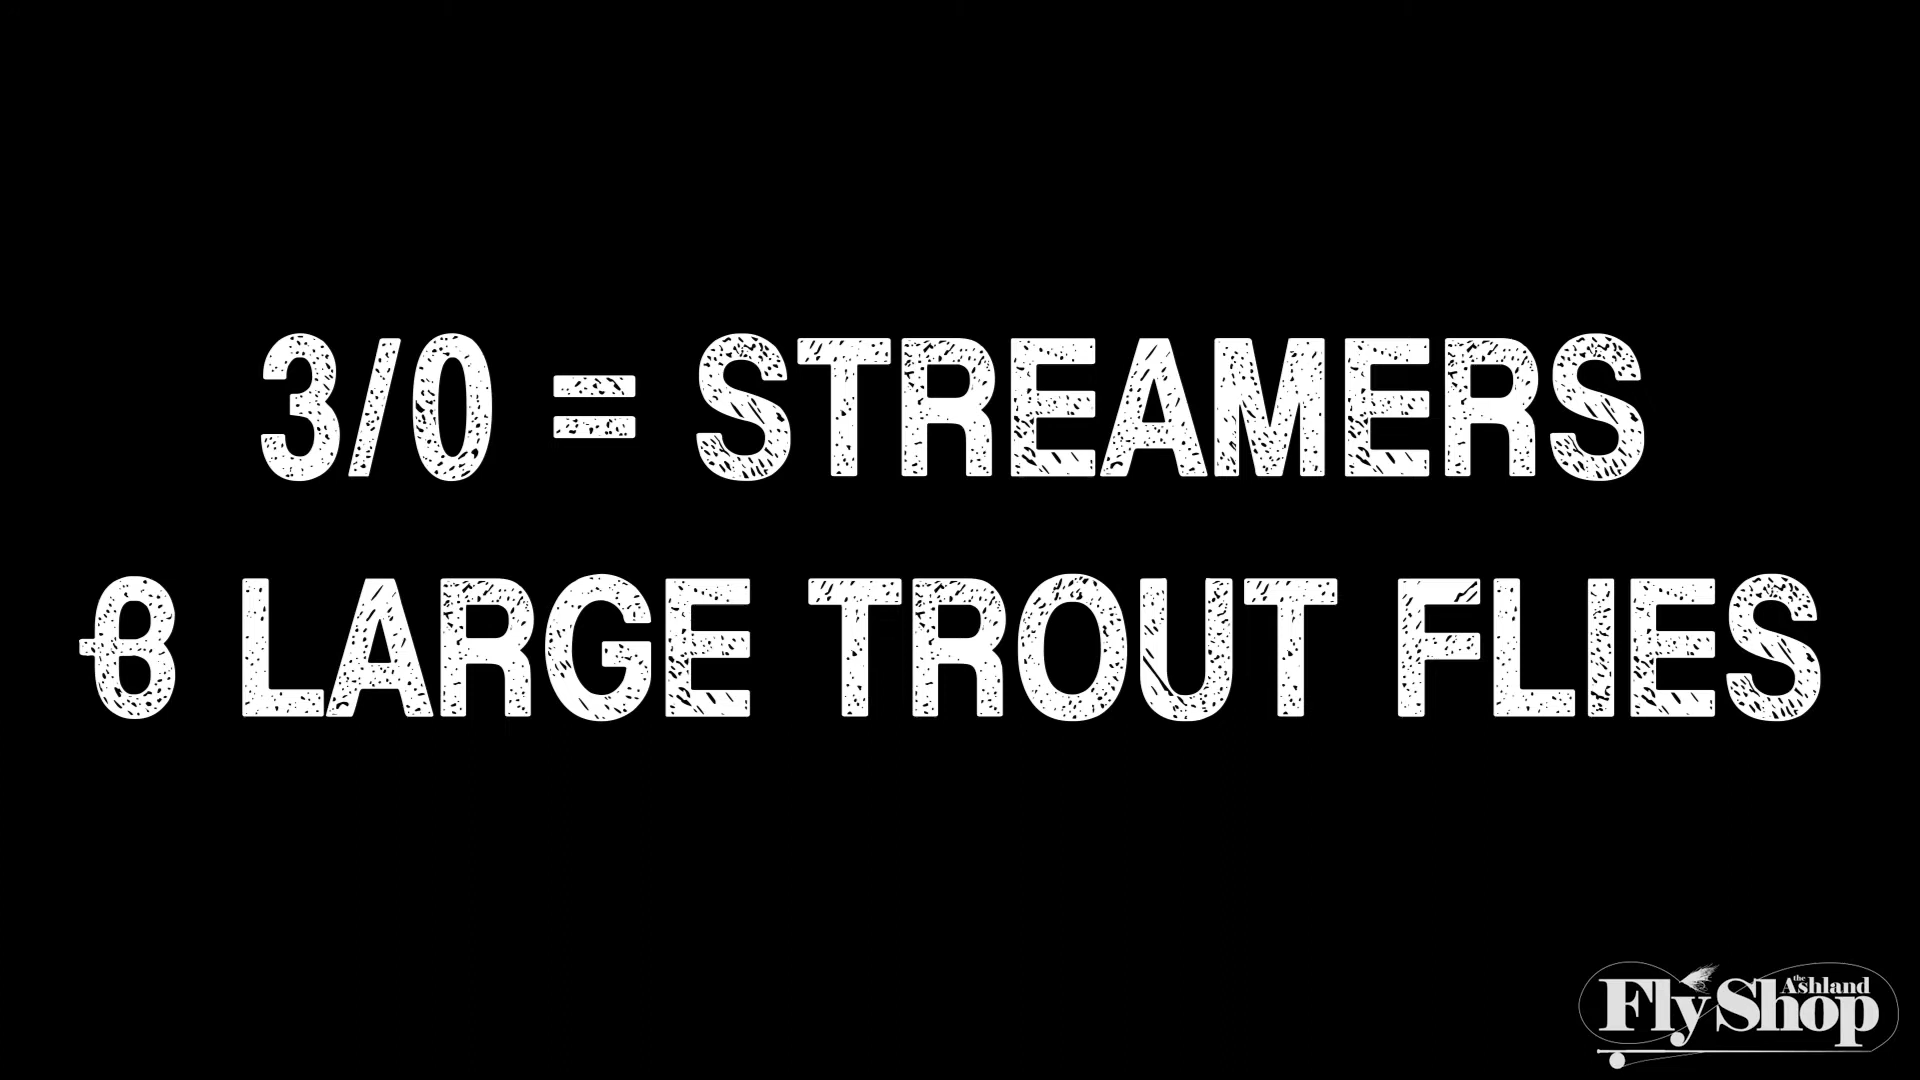 3/0 = STREAMERS
& LARGE TROUT FLIES
the Ashland
Fly Shop